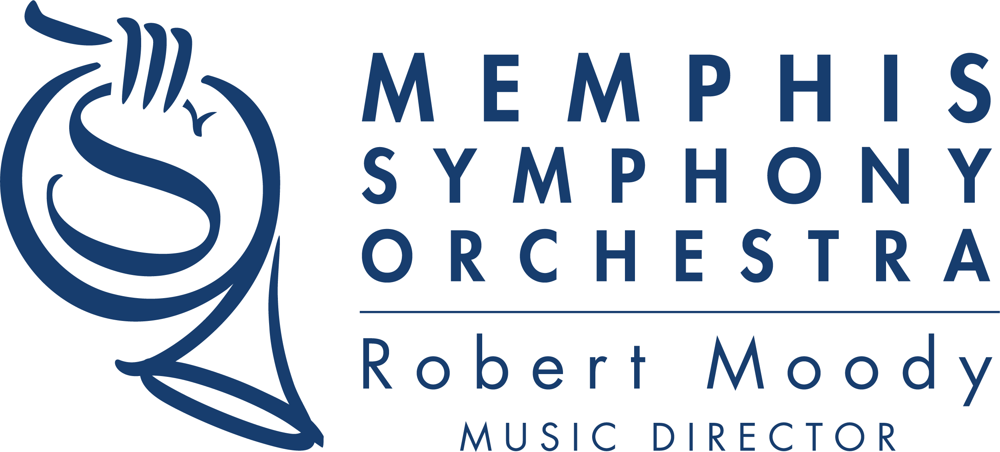 MEMPHIS
SYMPHONY
ORCHESTRA
Robert Moody
MUSIC DIRECTOR